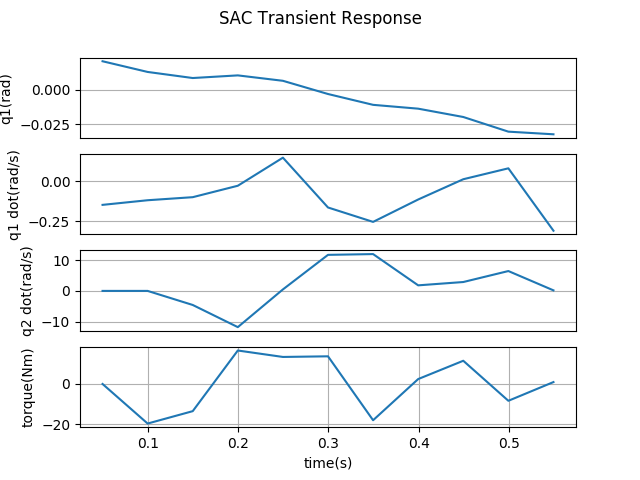 SAC Transient Response
q1(rad)
0.000
−0.025
q1 dot(rad/s)
0.00
−0.25
q2 dot(rad/s)
10
0
−10
torque(Nm)
0
−20
0.1 0.2 0.3 0.4 0.5
time(s)